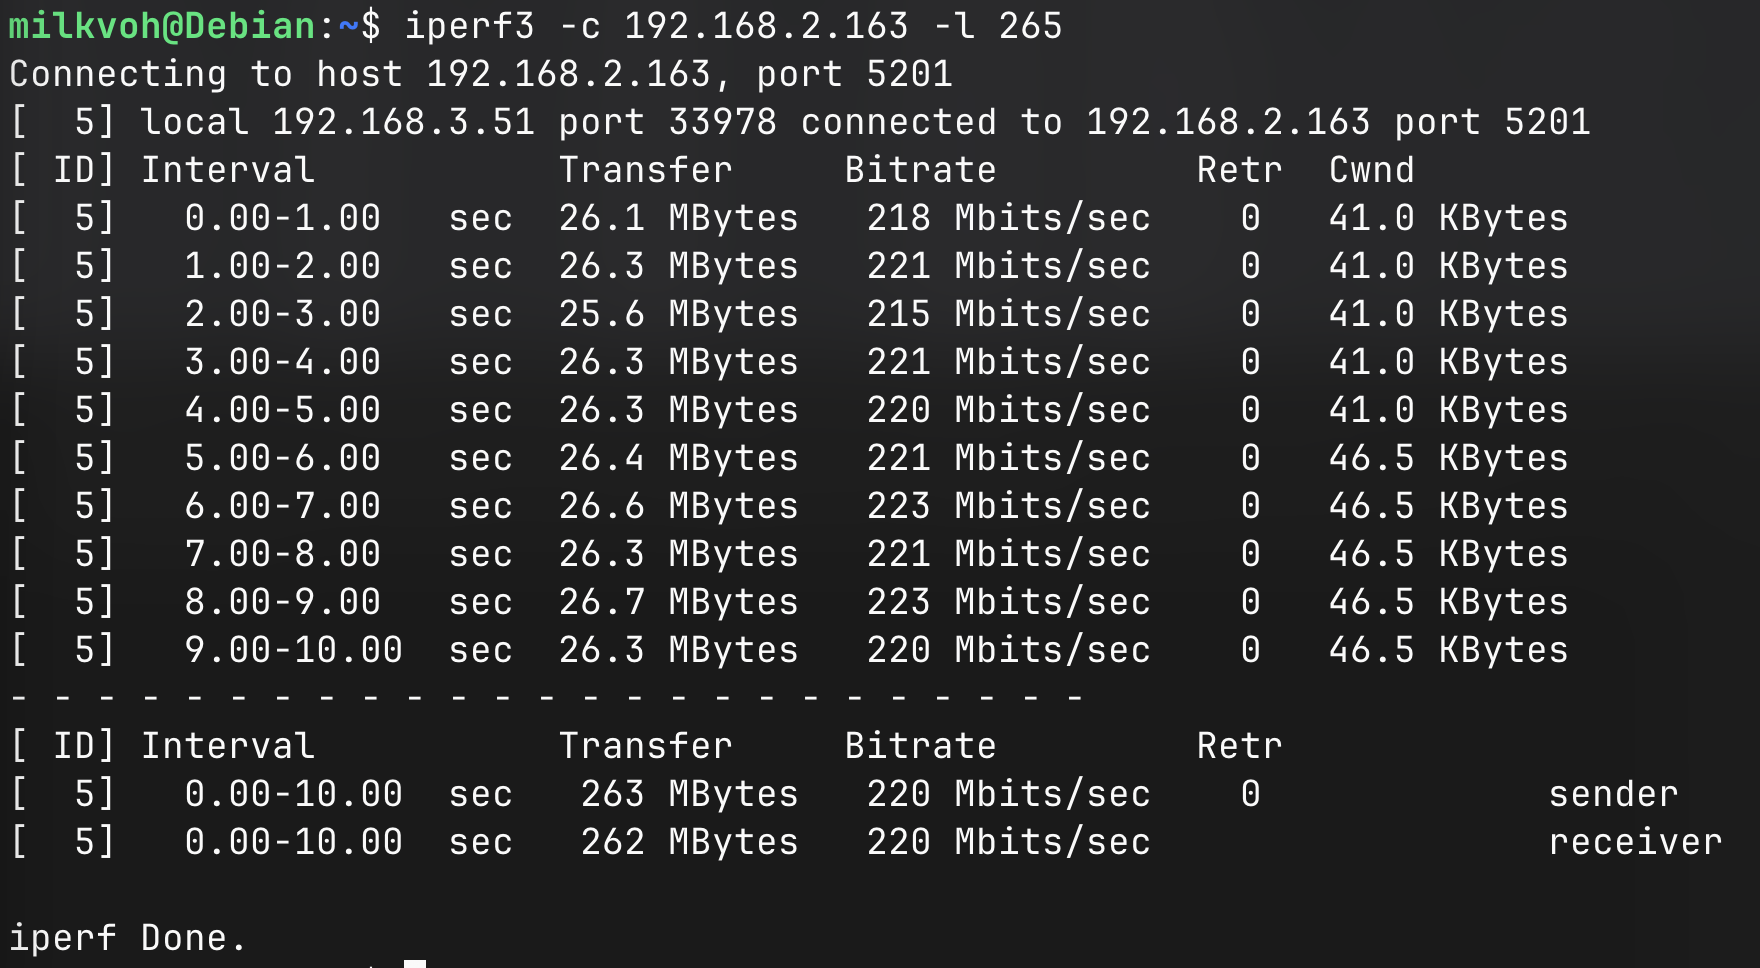 milkvoh@Debian:~$ iperf3 -c 192.168.2.163 -l 265
Connecting to host 192.168.2.163, port 5201
[  5] local 192.168.3.51 port 33978 connected to 192.168.2.163 port 5201
[ ID] Interval           Transfer     Bitrate         Retr  Cwnd
[  5]   0.00-1.00   sec  26.1 MBytes   218 Mbits/sec    0   41.0 KBytes
[  5]   1.00-2.00   sec  26.3 MBytes   221 Mbits/sec    0   41.0 KBytes
[  5]   2.00-3.00   sec  25.6 MBytes   215 Mbits/sec    0   41.0 KBytes
[  5]   3.00-4.00   sec  26.3 MBytes   221 Mbits/sec    0   41.0 KBytes
[  5]   4.00-5.00   sec  26.3 MBytes   220 Mbits/sec    0   41.0 KBytes
[  5]   5.00-6.00   sec  26.4 MBytes   221 Mbits/sec    0   46.5 KBytes
[  5]   6.00-7.00   sec  26.6 MBytes   223 Mbits/sec    0   46.5 KBytes
[  5]   7.00-8.00   sec  26.3 MBytes   221 Mbits/sec    0   46.5 KBytes
[  5]   8.00-9.00   sec  26.7 MBytes   223 Mbits/sec    0   46.5 KBytes
[  5]   9.00-10.00  sec  26.3 MBytes   220 Mbits/sec    0   46.5 KBytes
- - - - - - - - - - - - - - - - - - - - - - - - -
[ ID] Interval           Transfer     Bitrate         Retr
[  5]   0.00-10.00  sec   263 MBytes   220 Mbits/sec    0             sender
[  5]   0.00-10.00  sec   262 MBytes   220 Mbits/sec                  receiver

iperf Done.